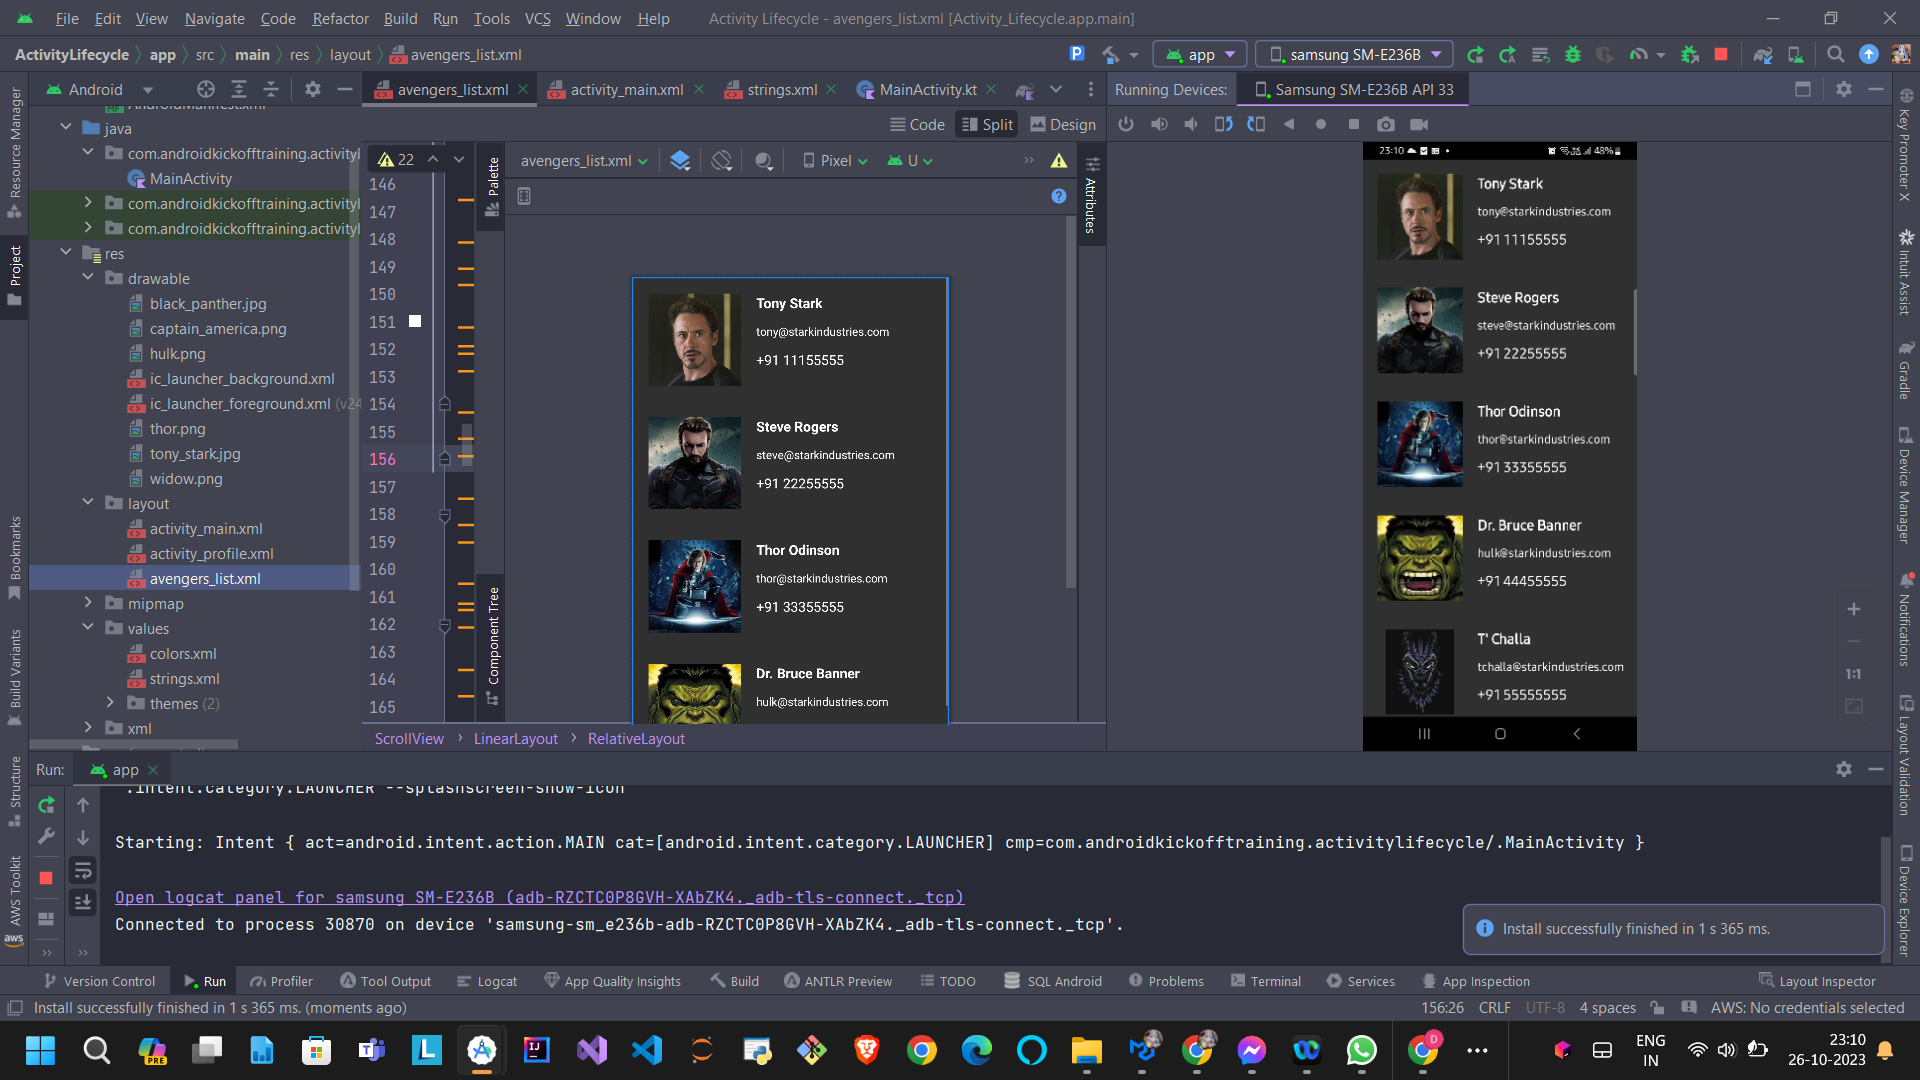 File Edit View Navigate Code Refactor Build Run Tools VCS Window Help Activity Lifecycle - avengers_list.xml [Activity_Lifecycle.app.main]
ActivityLifecycle app src main res layout avengers_list.xml app samsung SM-E236B
Android
avengers_list.xml activity_main.xml strings.xml MainActivity.kt
Running Devices: Samsung SM-E236B API 33
Code Split Design
Resource Manager
Project
Bookmarks
Build Variants
Structure
AWS Toolkit
aws
AndroidManifest.xml
java
com.androidkickofftraining.activityl
MainActivity
com.androidkickofftraining.activityl
com.androidkickofftraining.activityl
res
drawable
black_panther.jpg
captain_america.png
hulk.png
ic_launcher_background.xml
ic_launcher_foreground.xml (v24
thor.png
tony_stark.jpg
widow.png
layout
activity_main.xml
activity_profile.xml
avengers_list.xml
mipmap
values
colors.xml
strings.xml
themes (2)
xml
22
146
147
148
149
150
151
152
153
154
155
156
157
158
159
160
161
162
163
164
165
Palette
Component Tree
avengers_list.xml Pixel U
Attributes
Tony Stark
tony@starkindustries.com
+91 11155555
Steve Rogers
steve@starkindustries.com
+91 22255555
Thor Odinson
thor@starkindustries.com
+91 33355555
Dr. Bruce Banner
hulk@starkindustries.com
ScrollView LinearLayout RelativeLayout
23:10 48%
Tony Stark
tony@starkindustries.com
+91 11155555
Steve Rogers
steve@starkindustries.com
+91 22255555
Thor Odinson
thor@starkindustries.com
+91 33355555
Dr. Bruce Banner
hulk@starkindustries.com
+91 44455555
T' Challa
tchalla@starkindustries.com
+91 55555555
1:1
Key Promoter X
Intuit Assist
Gradle
Device Manager
Notifications
Layout Validation
Device Explorer
Run: app
.intent.category.LAUNCHER --splashscreen-show-icon
Starting: Intent { act=android.intent.action.MAIN cat=[android.intent.category.LAUNCHER] cmp=com.androidkickofftraining.activitylifecycle/.MainActivity }
Open logcat panel for samsung SM-E236B (adb-RZCTC0P8GVH-XAbZK4._adb-tls-connect._tcp)
Connected to process 30870 on device 'samsung-sm_e236b-adb-RZCTC0P8GVH-XAbZK4._adb-tls-connect._tcp'.
Install successfully finished in 1 s 365 ms.
Version Control Run Profiler Tool Output Logcat App Quality Insights Build ANTLR Preview TODO SQL Android Problems Terminal Services App Inspection Layout Inspector
Install successfully finished in 1 s 365 ms. (moments ago) 156:26 CRLF UTF-8 4 spaces AWS: No credentials selected
PRE
ENG
IN
23:10
26-10-2023